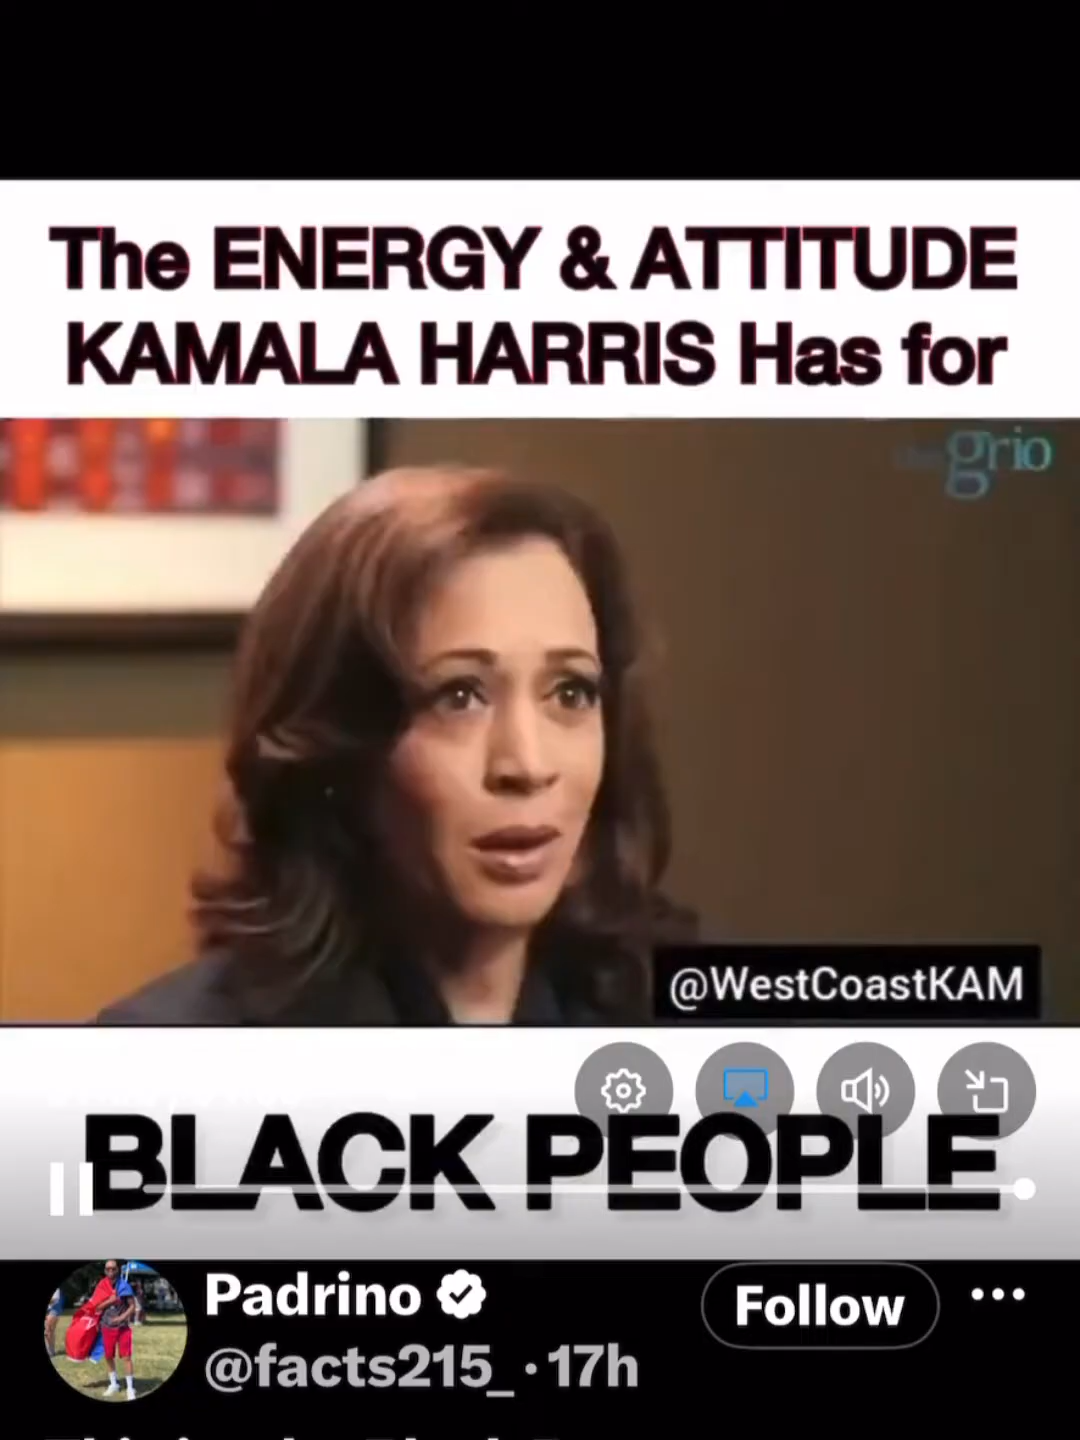 The ENERGY & ATTITUDE
KAMALA HARRIS Has for
grio
@WestCoastKAM
BLACK PEOPLE
Padrino
Follow
@facts215_ · 17h